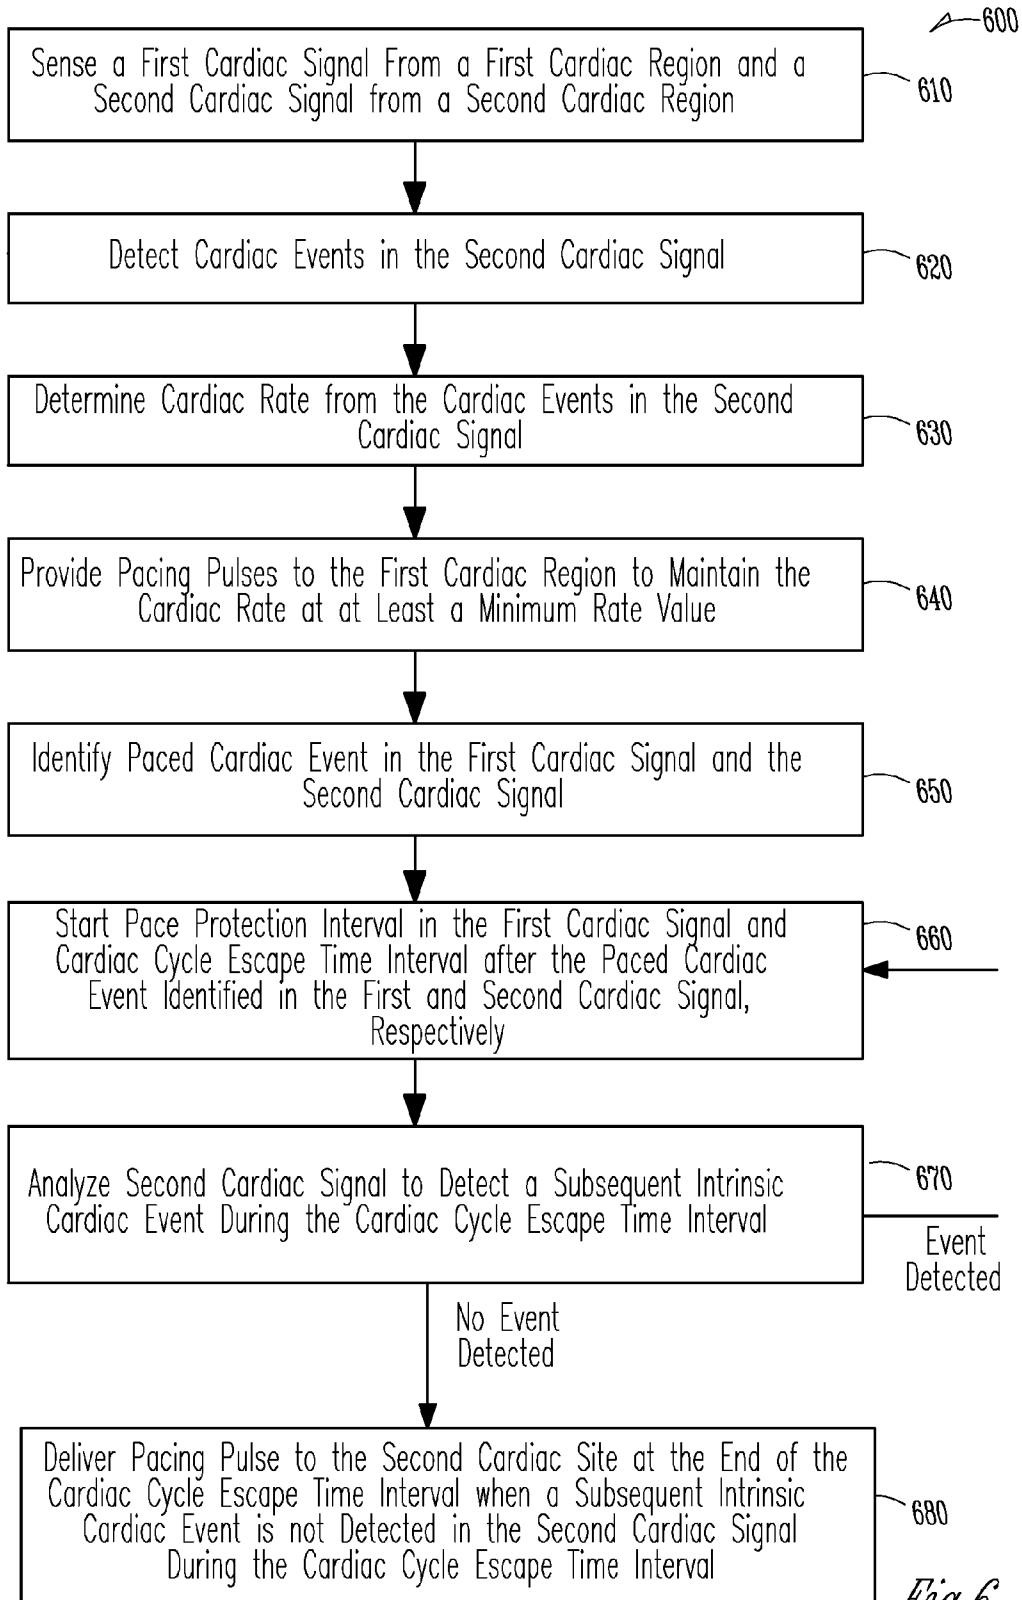 600
Sense a First Cardiac Signal From a First Cardiac Region and a
Second Cardiac Signal from a Second Cardiac Region
610
Detect Cardiac Events in the Second Cardiac Signal
620
Determine Cardiac Rate from the Cardiac Events in the Second
Cardiac Signal
630
Provide Pacing Pulses to the First Cardiac Region to Maintain the
Cardiac Rate at at Least a Minimum Rate Value
640
Identify Paced Cardiac Event in the First Cardiac Signal and the
Second Cardiac Signal
650
Start Pace Protection Interval in the First Cardiac Signal and
Cardiac Cycle Escape Time Interval after the Paced Cardiac
Event Identified in the First and Second Cardiac Signal,
Respectively
660
Analyze Second Cardiac Signal to Detect a Subsequent Intrinsic
Cardiac Event During the Cardiac Cycle Escape Time Interval
670
Event
Detected
No Event
Detected
Deliver Pacing Pulse to the Second Cardiac Site at the End of the
Cardiac Cycle Escape Time Interval when a Subsequent Intrinsic
Cardiac Event is not Detected in the Second Cardiac Signal
During the Cardiac Cycle Escape Time Interval
680
Fig.6